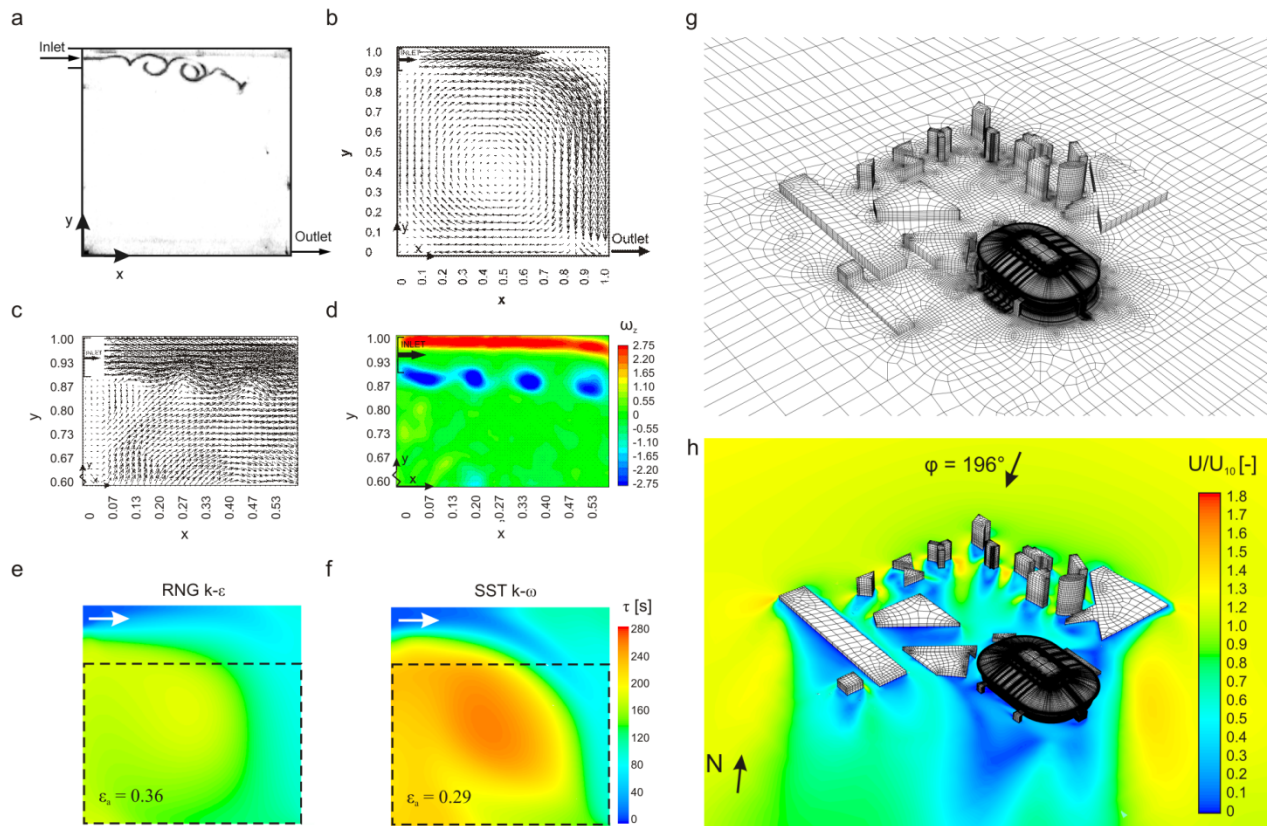 a
Inlet
y
x
Outlet
b
1.0
0.9
0.8
0.7
0.6
0.5
0.4
0.3
0.2
0.1
0
y
INLET
y
x
Outlet
0
0.1
0.2
0.3
0.4
0.5
0.6
0.7
0.8
0.9
1.0
x
c
1.00
0.93
0.87
0.80
0.73
0.67
0.60
y
INLET
y
x
0
0.07
0.13
0.20
0.27
0.33
0.40
0.47
0.53
x
d
1.00
0.93
0.87
0.80
0.73
0.67
0.60
y
INLET
y
x
0
0.07
0.13
0.20
0.27
0.33
0.40
0.47
0.53
x
ω z
2.75
2.20
1.65
1.10
0.55
0.00
-0.55
-1.10
-1.65
-2.20
-2.75
e
RNG k-ε
εa = 0.36
f
SST k-ω
εa = 0.29
τ [s]
280
240
200
160
120
80
40
0
g
h
φ = 196°
U/U10 [-]
1.8
1.7
1.6
1.5
1.4
1.3
1.2
1.1
1
0.9
0.8
0.7
0.6
0.5
0.4
0.3
0.2
0.1
0
N